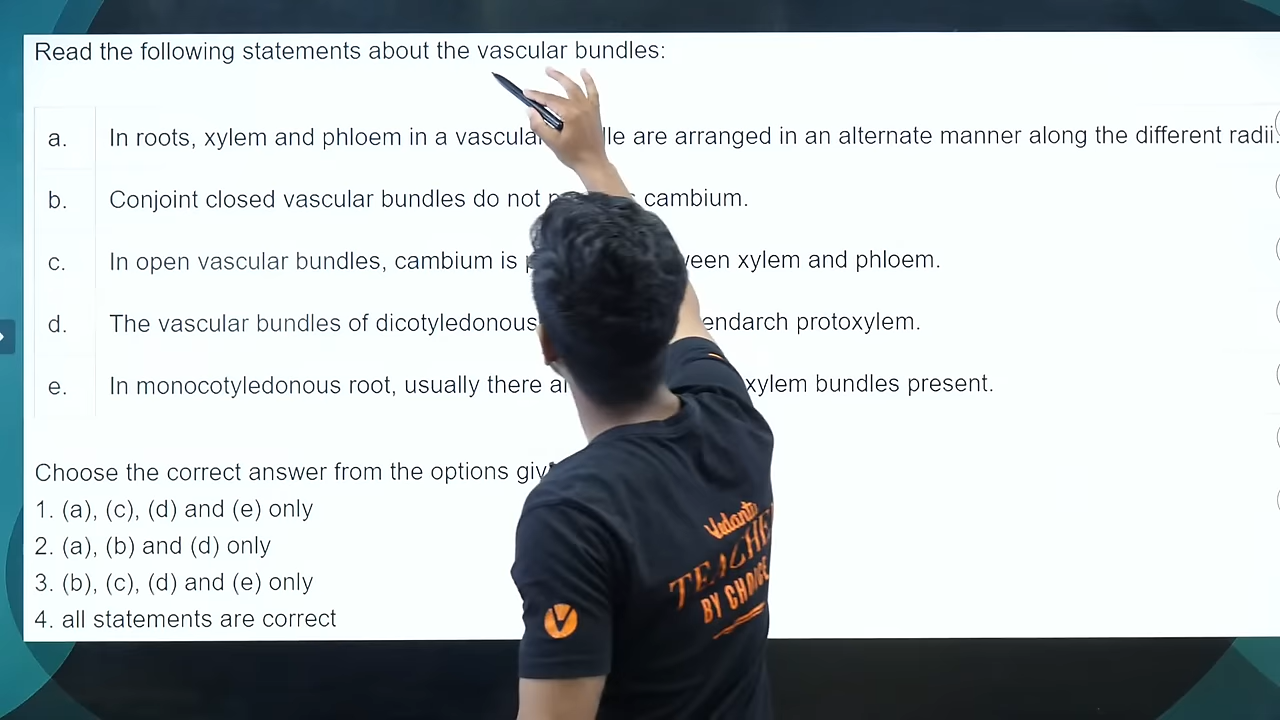 Read the following statements about the vascular bundles:
a. In roots, xylem and phloem in a are arranged in an alternate manner along the different radii.
b. Conjoint closed vascular bundles do not cambium.
c. In open vascular bundles, cambium is xylem and phloem.
d. The vascular bundles of dicotyledonous endarch protoxylem.
e. In monocotyledonous root, usually there xylem bundles present.
Choose the correct answer from the options
1. (a), (c), (d) and (e) only
2. (a), (b) and (d) only
3. (b), (c), (d) and (e) only
4. all statements are correct
Vedantu
TEACHER
BY CHOICE
V